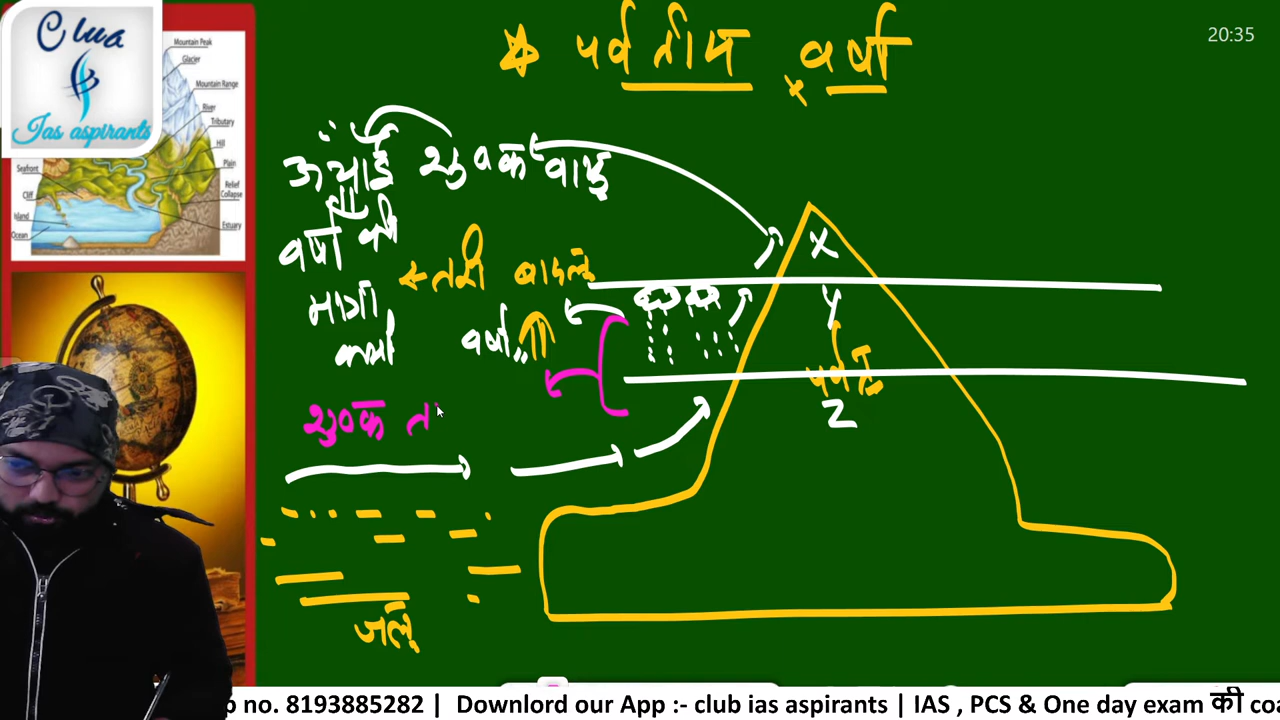 Clua
Ias aspirants
Mountain Peak
Glacier
Mountain Range
River
Tributary
Hill
Plain
Seafront
Cliff
Relief
Collapse
Island
Ocean
Estuary
20:35
* पर्वतीय वर्षा
ऊंचाई शुष्क वायु
वर्षा की
मात्रा
कमी
← तरी बादल
वर्षा
शुष्क त
X
Y
पर्वत
Z
जल
p no. 8193885282 | Downlord our App :- club ias aspirants | IAS , PCS & One day exam की coa